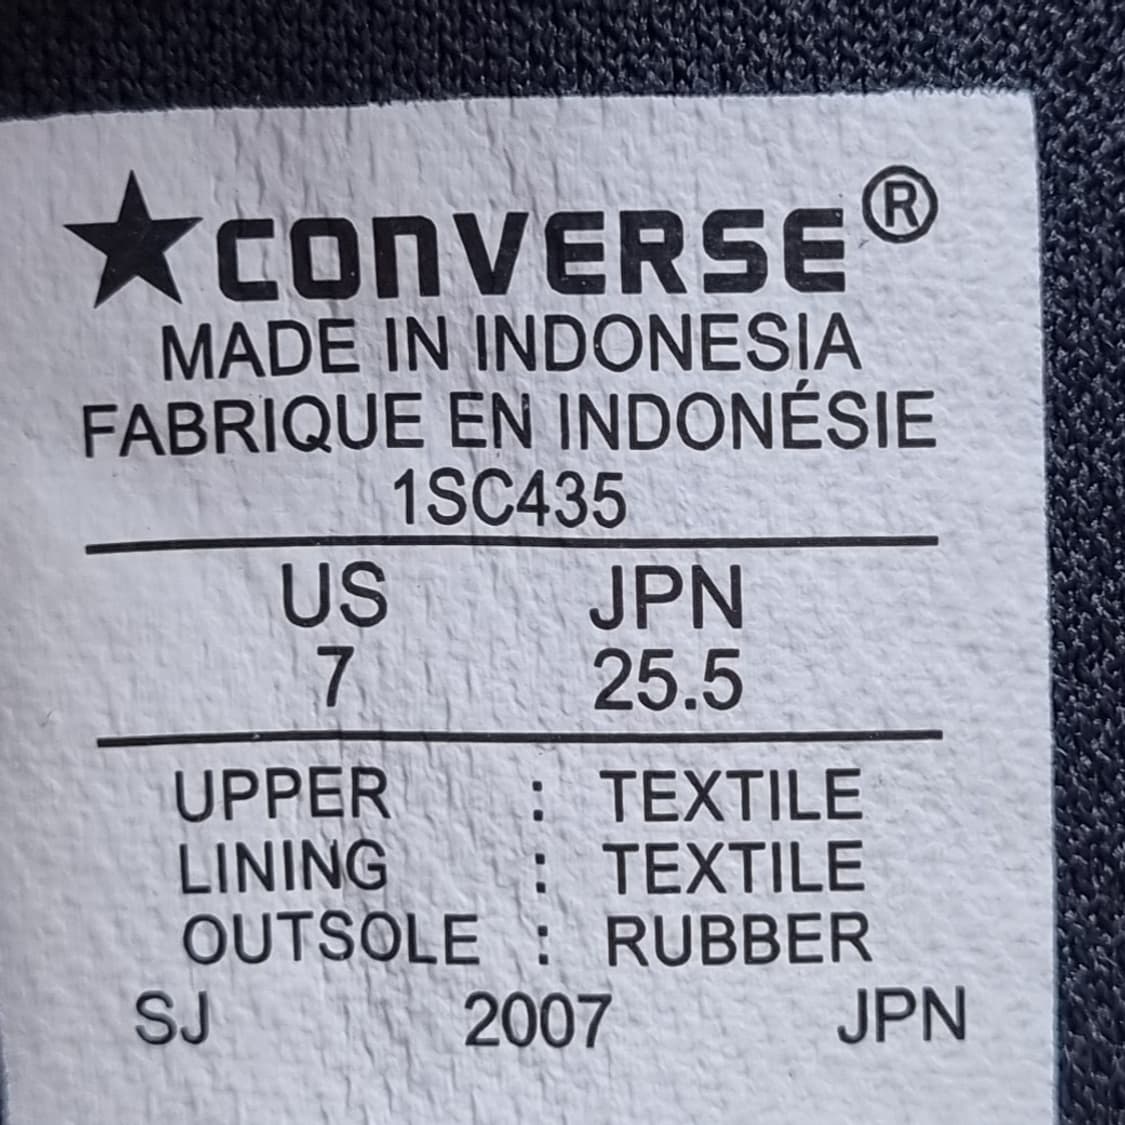 ★CONVERSE®
MADE IN INDONESIA
FABRIQUE EN INDONÉSIE
1SC435
US JPN
7 25.5
UPPER : TEXTILE
LINING : TEXTILE
OUTSOLE : RUBBER
SJ 2007 JPN